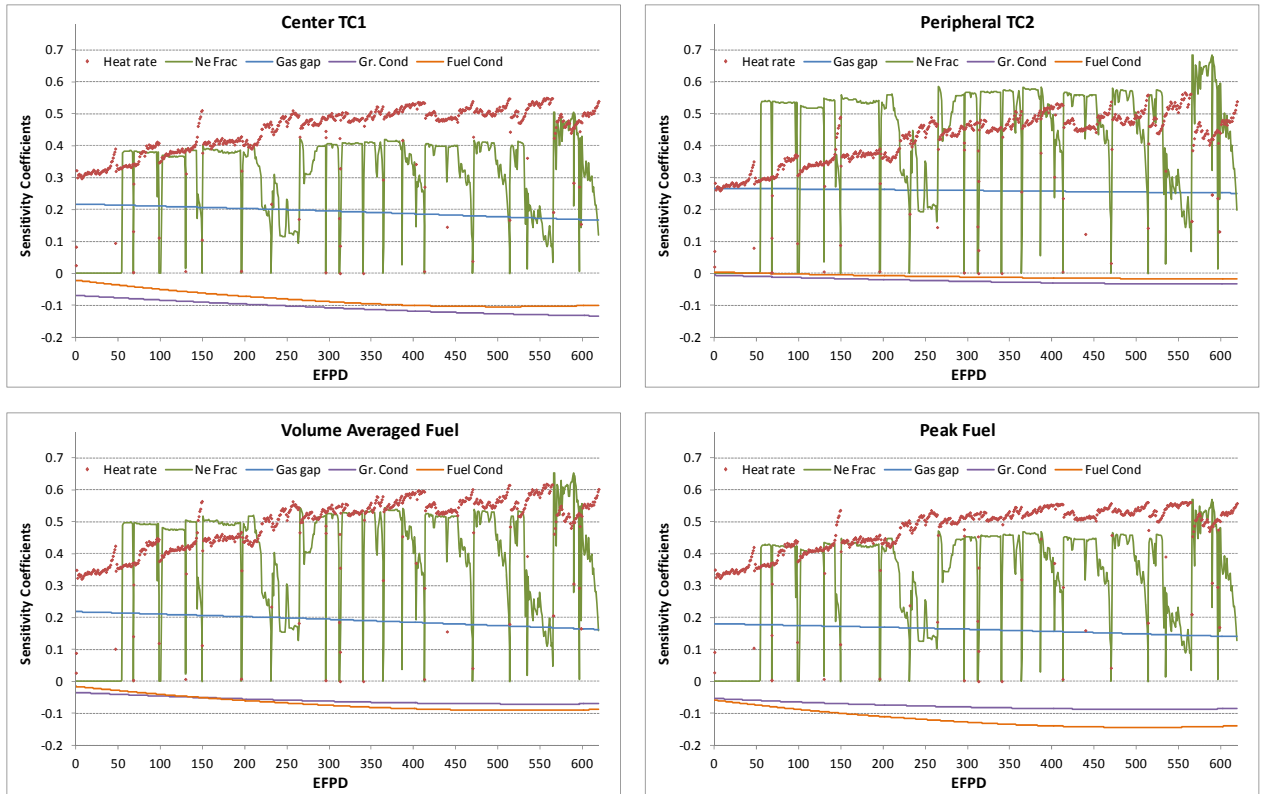 Center TC1
Heat rate Ne Frac Gas gap Gr. Cond Fuel Cond
Sensitivity Coefficients
0.7
0.6
0.5
0.4
0.3
0.2
0.1
0
-0.1
-0.2
0 50 100 150 200 250 300 350 400 450 500 550 600
EFPD
Peripheral TC2
Heat rate Gas gap Ne Frac Gr. Cond Fuel Cond
Sensitivity Coefficients
0.7
0.6
0.5
0.4
0.3
0.2
0.1
0
-0.1
-0.2
0 50 100 150 200 250 300 350 400 450 500 550 600
EFPD
Volume Averaged Fuel
Heat rate Ne Frac Gas gap Gr. Cond Fuel Cond
Sensitivity Coefficients
0.7
0.6
0.5
0.4
0.3
0.2
0.1
0
-0.1
-0.2
0 50 100 150 200 250 300 350 400 450 500 550 600
EFPD
Peak Fuel
Heat rate Ne Frac Gas gap Gr. Cond Fuel Cond
Sensitivity Coefficients
0.7
0.6
0.5
0.4
0.3
0.2
0.1
0
-0.1
-0.2
0 50 100 150 200 250 300 350 400 450 500 550 600
EFPD